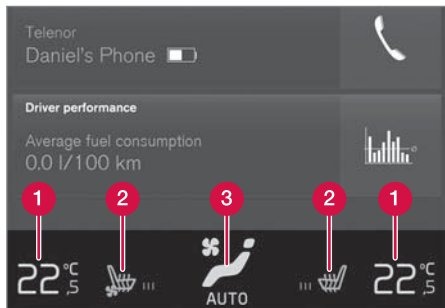 Telenor
Daniel's Phone
Driver performance
Average fuel consumption
0.0 l/100 km
1 2 3 2 1
22,5 °C 22,5 °C
AUTO